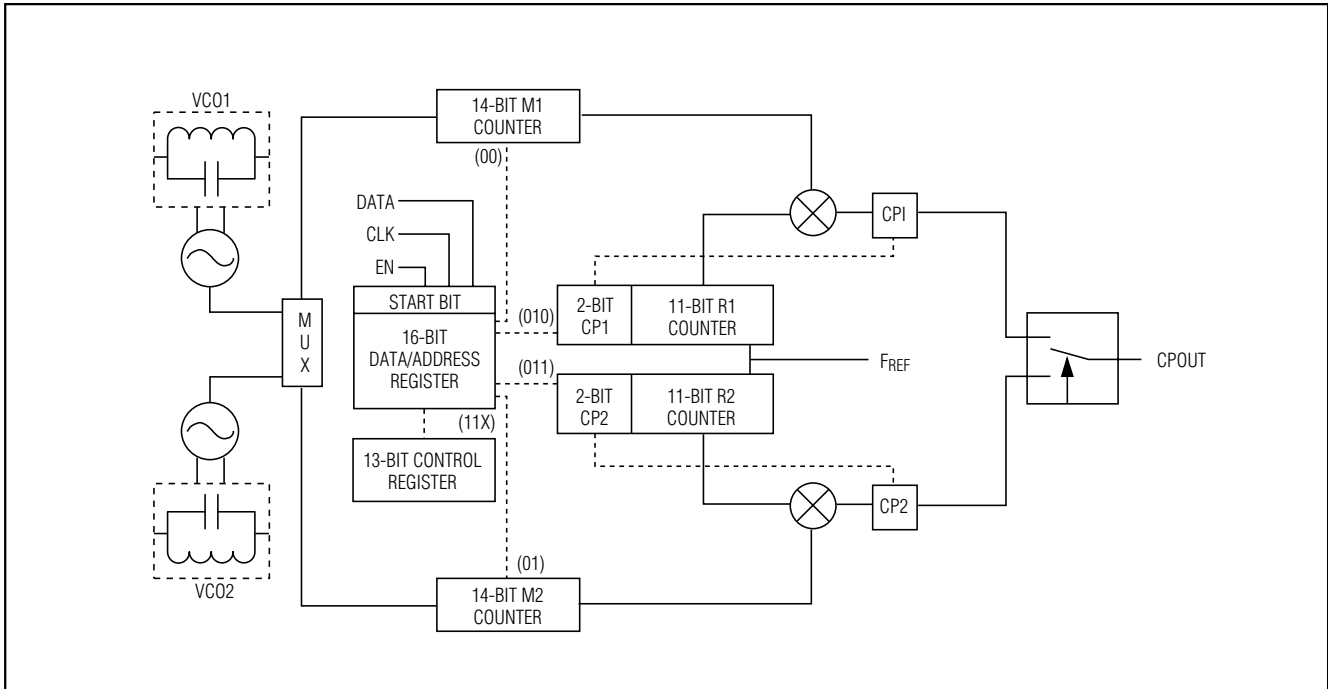 VCO1
14-BIT M1
COUNTER
(00)
DATA
CLK
EN
START BIT
16-BIT
DATA/ADDRESS
REGISTER
(010)
(011)
(11X)
13-BIT CONTROL
REGISTER
M
U
X
2-BIT
CP1
11-BIT R1
COUNTER
2-BIT
CP2
11-BIT R2
COUNTER
FREF
CPI
CP2
CPOUT
VCO2
(01)
14-BIT M2
COUNTER